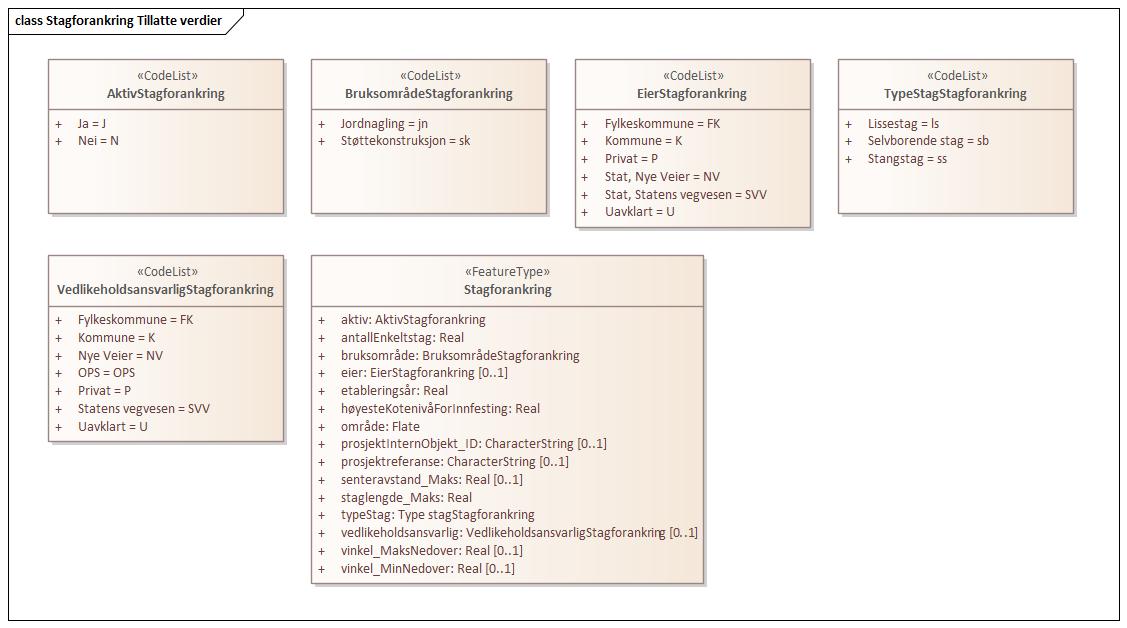 class Stagforankring Tillatte verdier
«CodeList»
AktivStagforankring
+ Ja = J
+ Nei = N
«CodeList»
BruksområdeStagforankring
+ Jordnagling = jn
+ Støttekonstruksjon = sk
«CodeList»
EierStagforankring
+ Fylkeskommune = FK
+ Kommune = K
+ Privat = P
+ Stat, Nye Veier = NV
+ Stat, Statens vegvesen = SVV
+ Uavklart = U
«CodeList»
TypeStagStagforankring
+ Lissestag = ls
+ Selvborende stag = sb
+ Stangstag = ss
«CodeList»
VedlikeholdsansvarligStagforankring
+ Fylkeskommune = FK
+ Kommune = K
+ Nye Veier = NV
+ OPS = OPS
+ Privat = P
+ Statens vegvesen = SVV
+ Uavklart = U
«FeatureType»
Stagforankring
+ aktiv: AktivStagforankring
+ antallEnkeltstag: Real
+ bruksområde: BruksområdeStagforankring
+ eier: EierStagforankring [0..1]
+ etableringsår: Real
+ høyesteKotenivåForInnfesting: Real
+ område: Flate
+ prosjektInternObjekt_ID: CharacterString [0..1]
+ prosjektreferanse: CharacterString [0..1]
+ senteravstand_Maks: Real [0..1]
+ staglengde_Maks: Real
+ typeStag: Type stagStagforankring
+ vedlikeholdsansvarlig: VedlikeholdsansvarligStagforankring [0..1]
+ vinkel_MaksNedover: Real [0..1]
+ vinkel_MinNedover: Real [0..1]